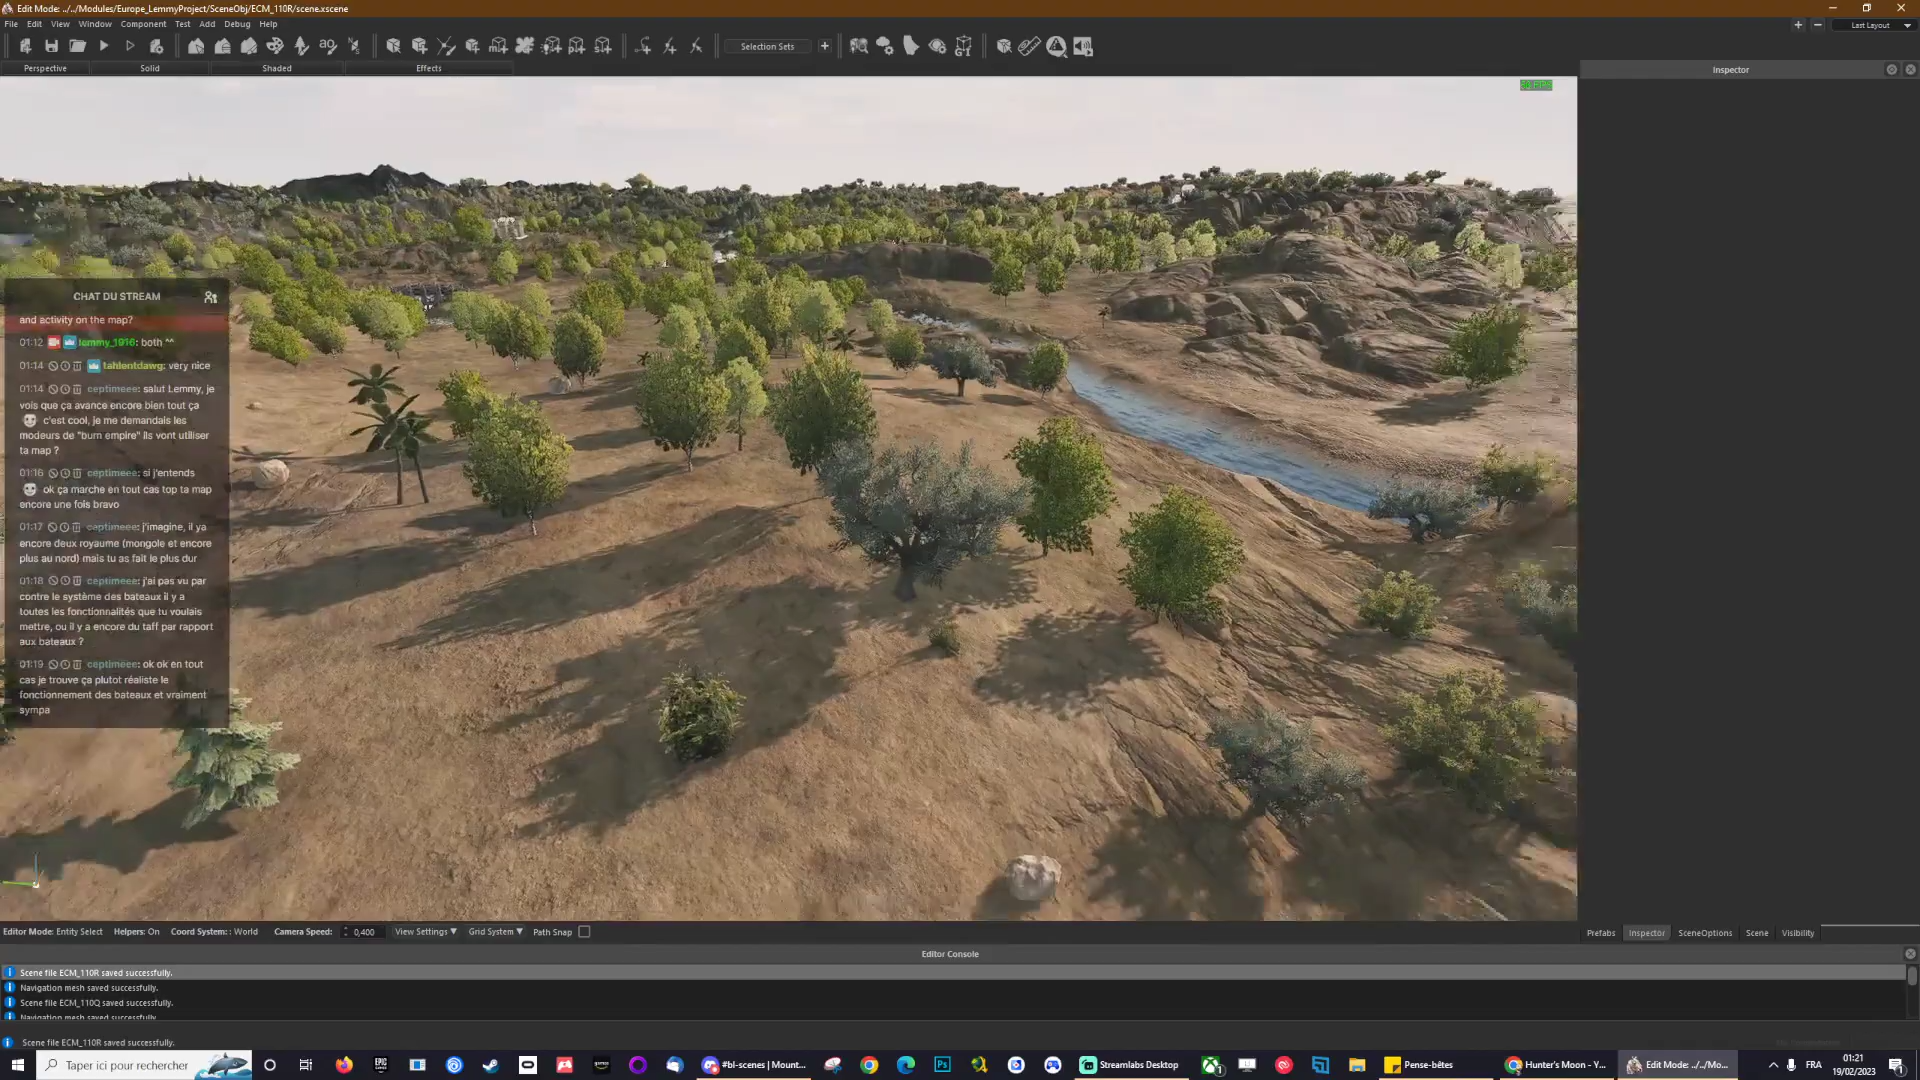 Edit Mode: ../../Modules/Europe_LemmyProject/SceneObj/ECM_110R/scene.xscene
File Edit View Window Component Test Add Debug Help
Last Layout
Selection Sets
Perspective Solid Shaded Effects
Inspector
CHAT DU STREAM
and activity on the map?
01:12 lemmy_1916: both ^^
01:14 tahlentdawg: very nice
01:14 ceptimeee: salut Lemmy, je
vois que ça avance encore bien tout ça
c'est cool, je me demandais les
modeurs de "burn empire" ils vont utiliser
ta map ?
01:16 ceptimeee: si j'entends
ok ça marche en tout cas top ta map
encore une fois bravo
01:17 ceptimeee: j'imagine, il ya
encore deux royaume (mongole et encore
plus au nord) mais tu as fait le plus dur
01:18 ceptimeee: j'ai pas vu par
contre le système des bateaux il y a
toutes les fonctionnalités que tu voulais
mettre, ou il y a encore du taff par rapport
aux bateaux ?
01:19 ceptimeee: ok ok en tout
cas je trouve ça plutot réaliste le
fonctionnement des bateaux et vraiment
sympa
Editor Mode: Entity Select Helpers: On Coord System: : World Camera Speed: 0,400 View Settings Grid System Path Snap
Prefabs Inspector SceneOptions Scene Visibility
Editor Console
Scene file ECM_110R saved successfully.
Navigation mesh saved successfully.
Scene file ECM_110Q saved successfully.
Navigation mesh saved successfully.
Scene file ECM_110R saved successfully.
Taper ici pour rechercher
#bl-scenes | Mount...
Streamlabs Desktop
Pense-bêtes
Hunter's Moon - Y...
Edit Mode: ../../Mo...
FRA
01:21
19/02/2023